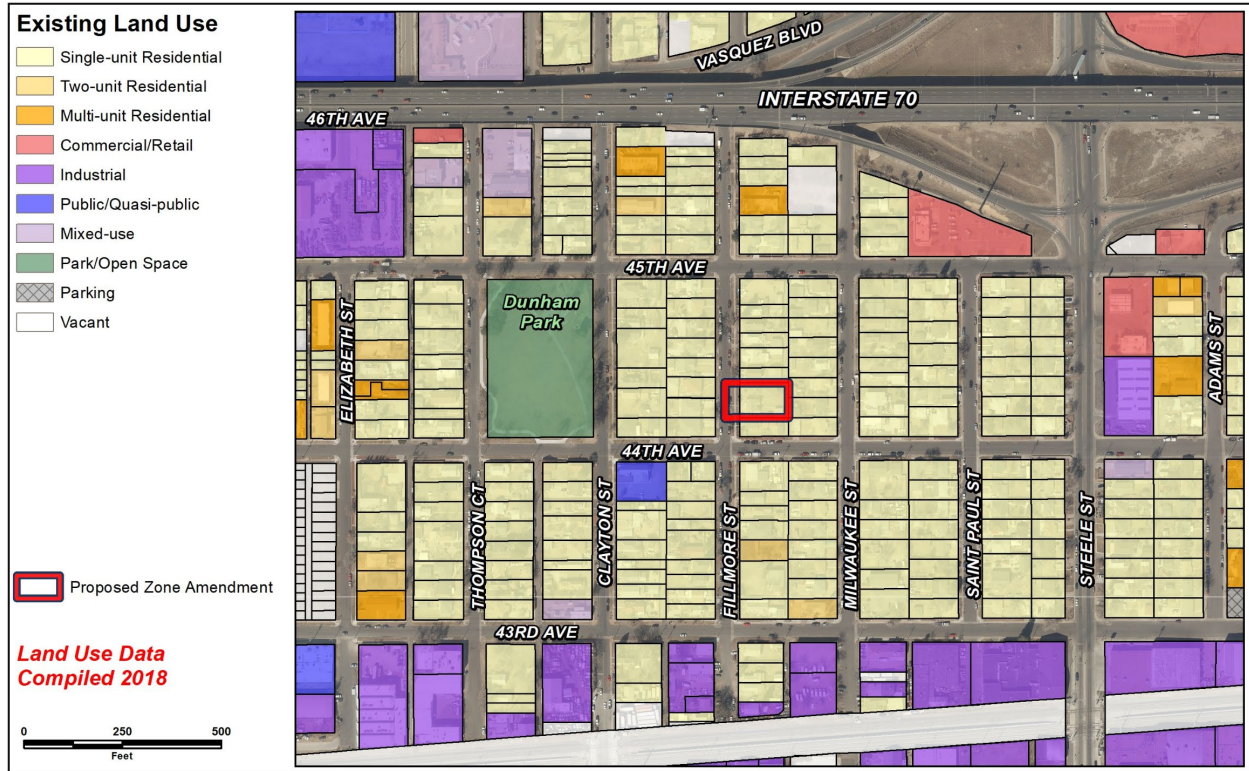 Existing Land Use
Single-unit Residential
Two-unit Residential
Multi-unit Residential
Commercial/Retail
Industrial
Public/Quasi-public
Mixed-use
Park/Open Space
Parking
Vacant
Proposed Zone Amendment
Land Use Data
Compiled 2018
0 250 500
Feet
VASQUEZ BLVD
INTERSTATE 70
46TH AVE
45TH AVE
Dunham
Park
ELIZABETH ST
ADAMS ST
44TH AVE
THOMPSON CT
CLAYTON ST
FILLMORE ST
MILWAUKEE ST
SAINT PAUL ST
STEELE ST
43RD AVE